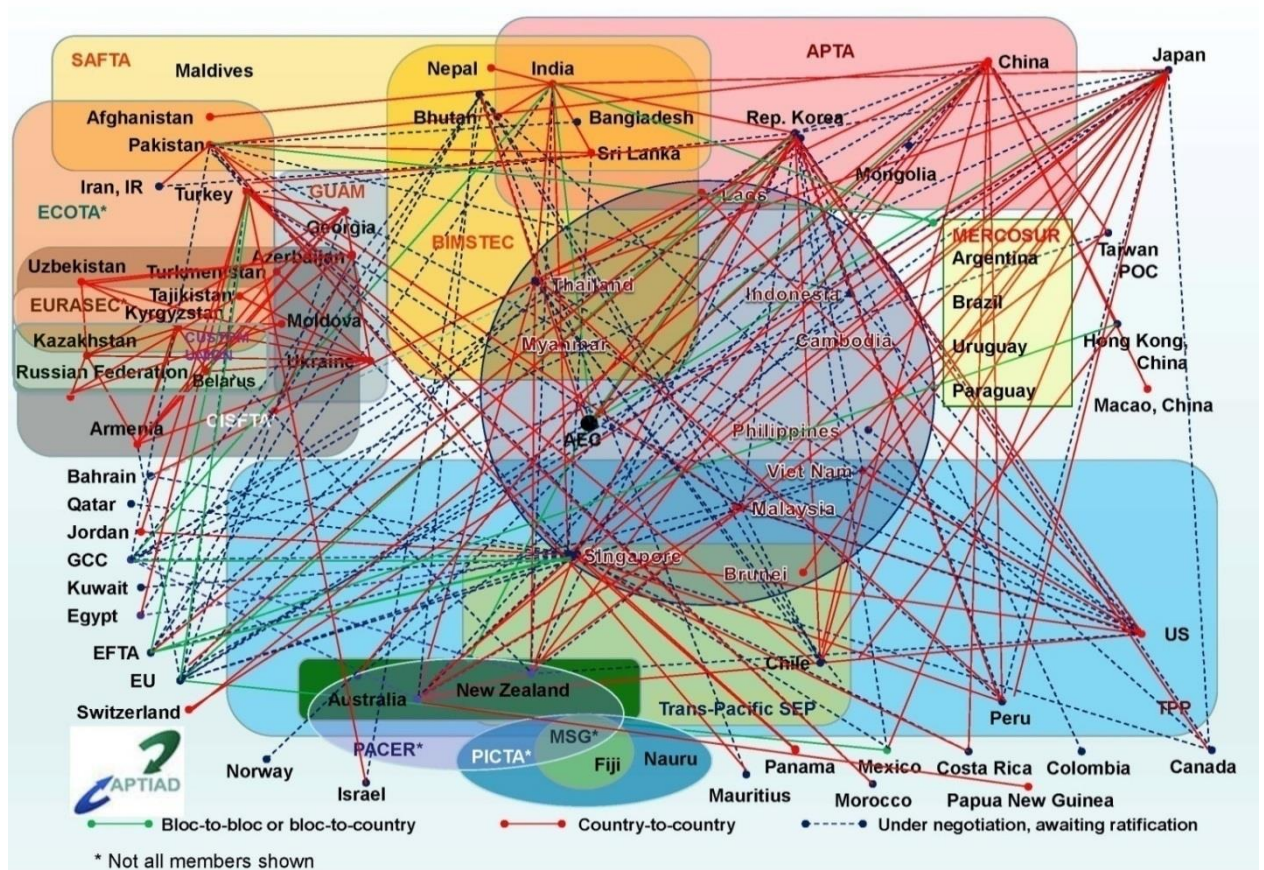 SAFTA
Maldives
Nepal
India
APTA
China
Japan
Afghanistan
Bhutan
Bangladesh
Rep. Korea
Pakistan
Sri Lanka
Iran, IR
Turkey
GUAM
Mongolia
Laos
ECOTA*
Georgia
BIMSTEC
MERCOSUR
Taiwan
POC
Uzbekistan
Turkmenistan
Azerbaijan
Argentina
Thailand
Indonesia
EURASEC*
Tajikistan
Kyrgyzstan
Moldova
Brazil
Kazakhstan
CUSTOM
UNION
Ukraine
Myanmar
Cambodia
Uruguay
Hong Kong,
China
Russian Federation
Belarus
Paraguay
Macao, China
Armenia
CISFTA*
AEC
Philippines
Bahrain
Viet Nam
Qatar
Malaysia
Jordan
GCC
Singapore
Brunei
Kuwait
Egypt
EFTA
US
EU
Chile
New Zealand
Australia
Switzerland
Trans-Pacific SEP
TPP
Peru
PACER*
PICTA*
MSG*
Fiji
Nauru
APTIAD
Norway
Israel
Mauritius
Panama
Mexico
Costa Rica
Colombia
Canada
Morocco
Papua New Guinea
Bloc-to-bloc or bloc-to-country
Country-to-country
Under negotiation, awaiting ratification
* Not all members shown